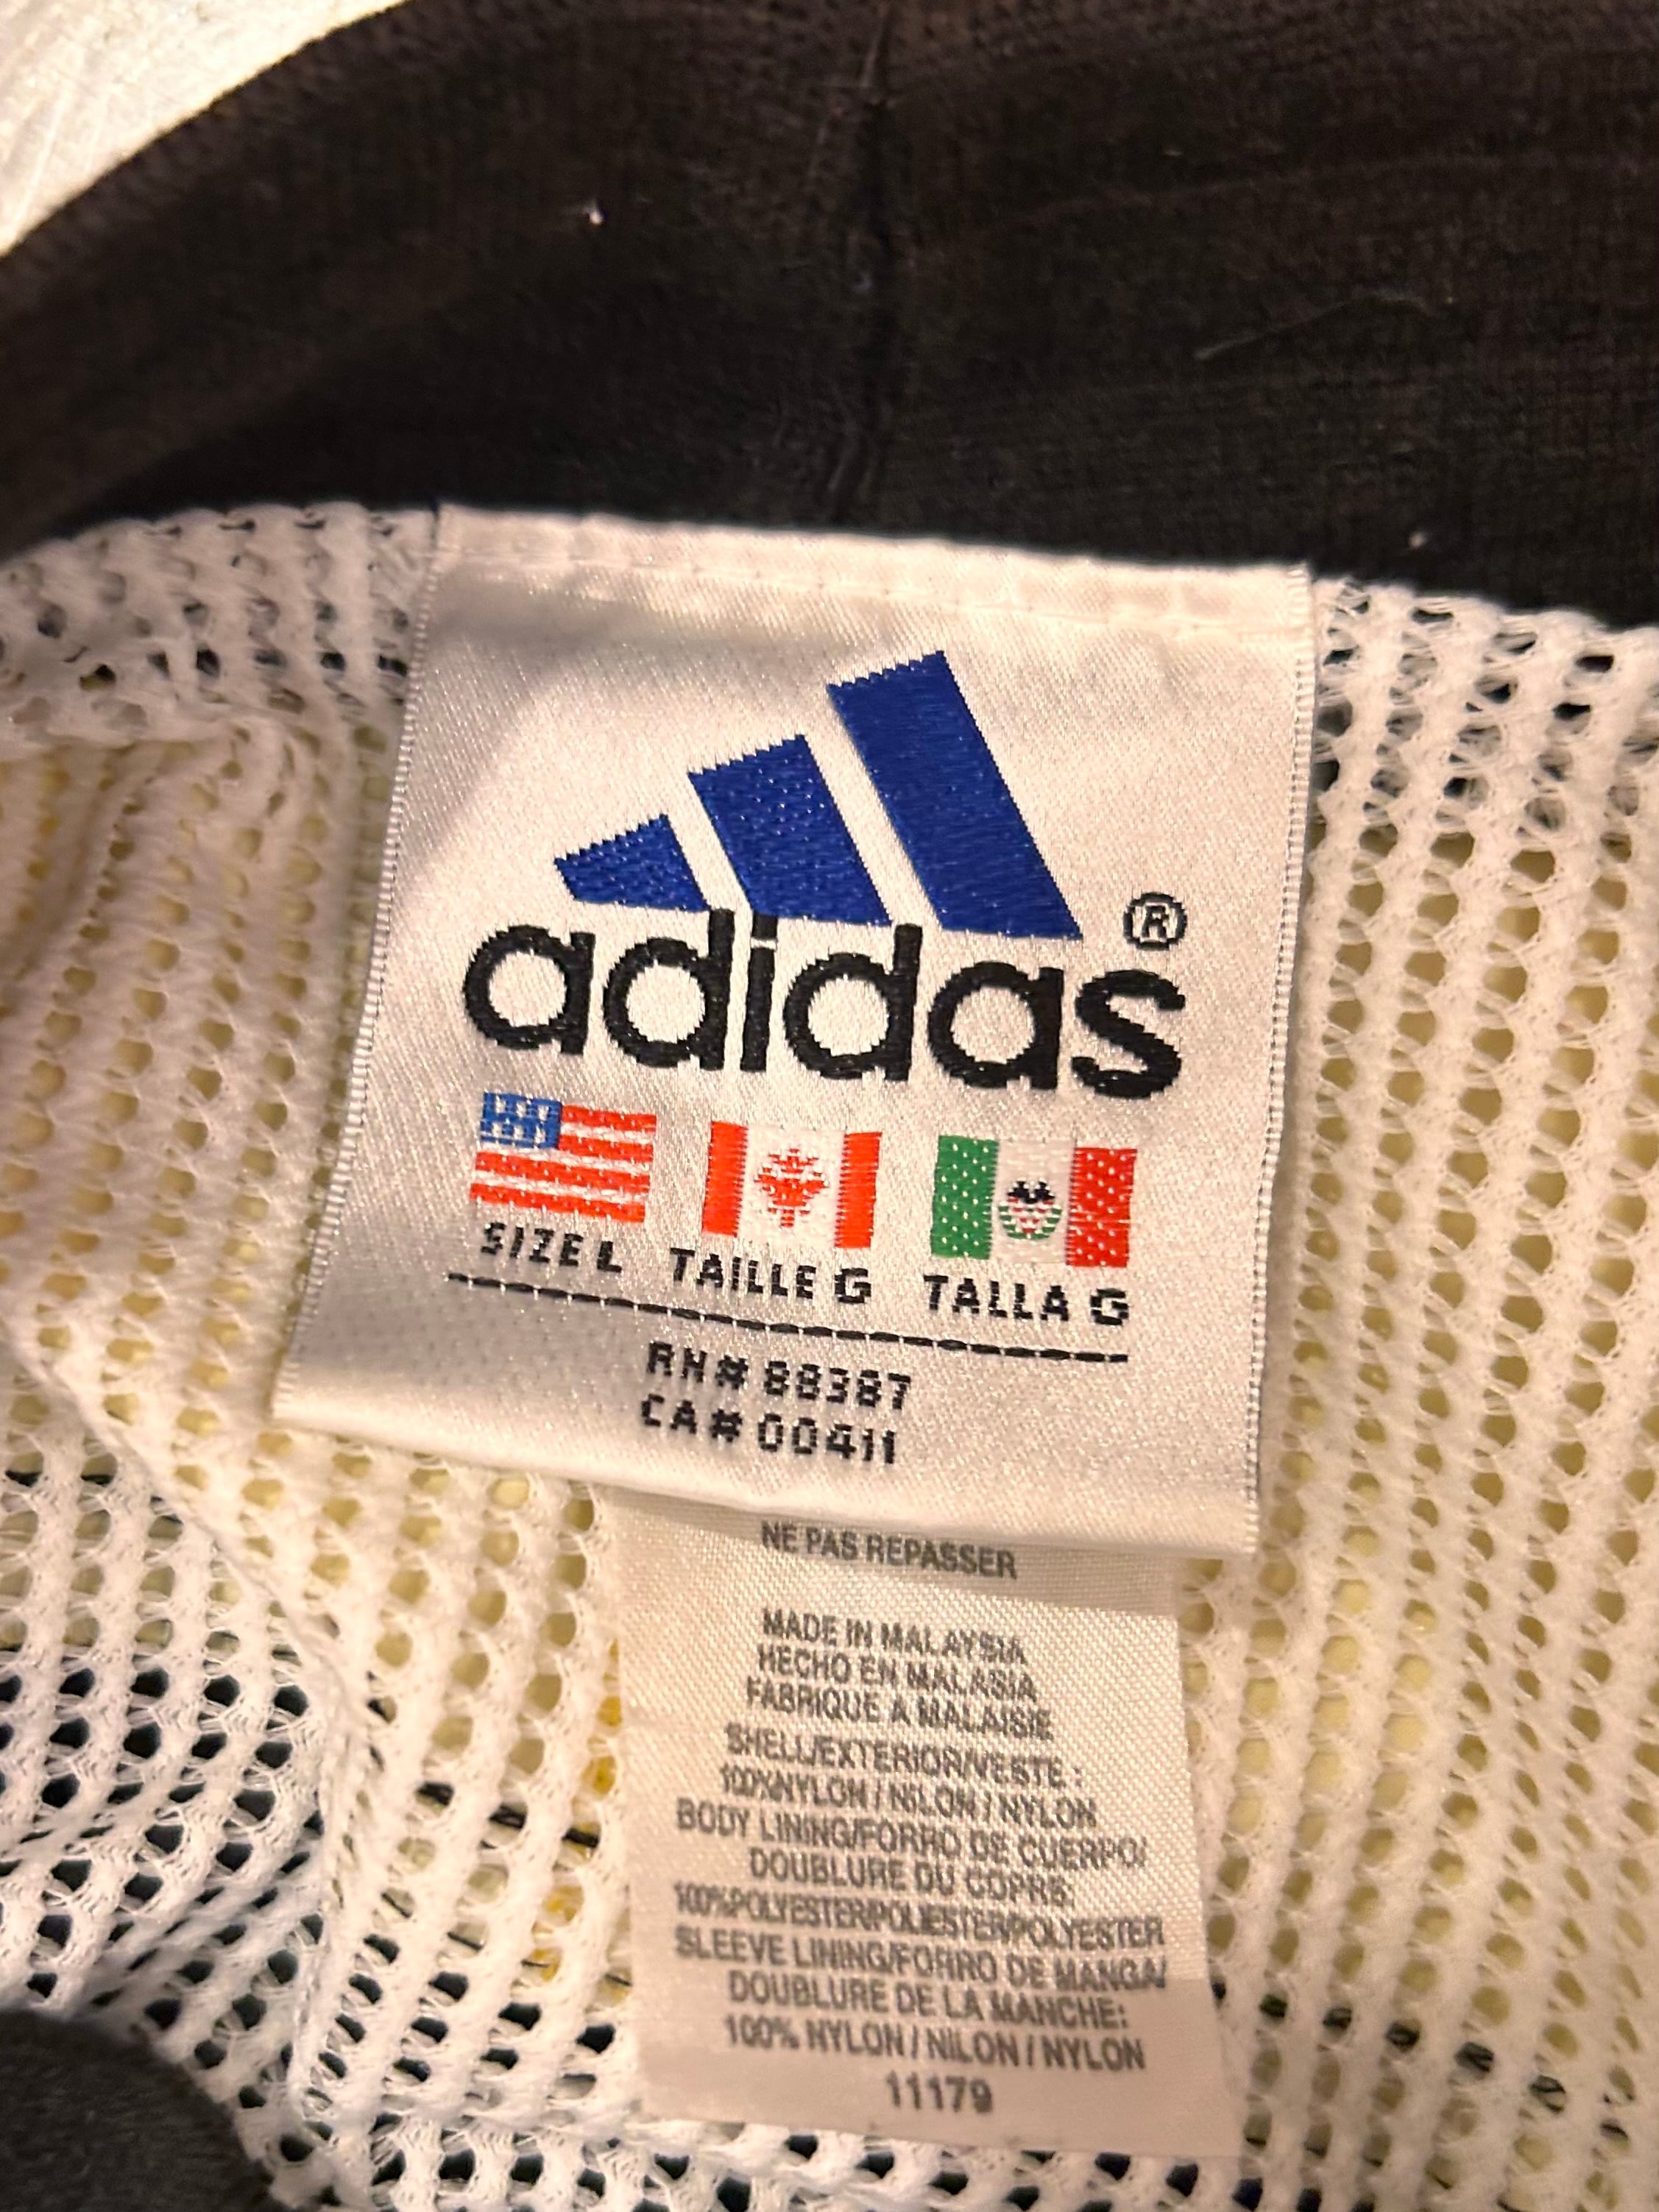 adidas®
SIZE L TAILLE G TALLA G
RN# 88387
CA# 00411
NE PAS REPASSER
MADE IN MALAYSIA
HECHO EN MALASIA
FABRIQUE A MALAISIE
SHELL/EXTERIOR/VESTE :
100%NYLON / NILON / NYLON
BODY LINING/FORRO DE CUERPO/
DOUBLURE DU COPRS:
100%POLYESTER/POLIESTER/POLYESTER
SLEEVE LINING/FORRO DE MANGA/
DOUBLURE DE LA MANCHE:
100% NYLON / NILON / NYLON
11179